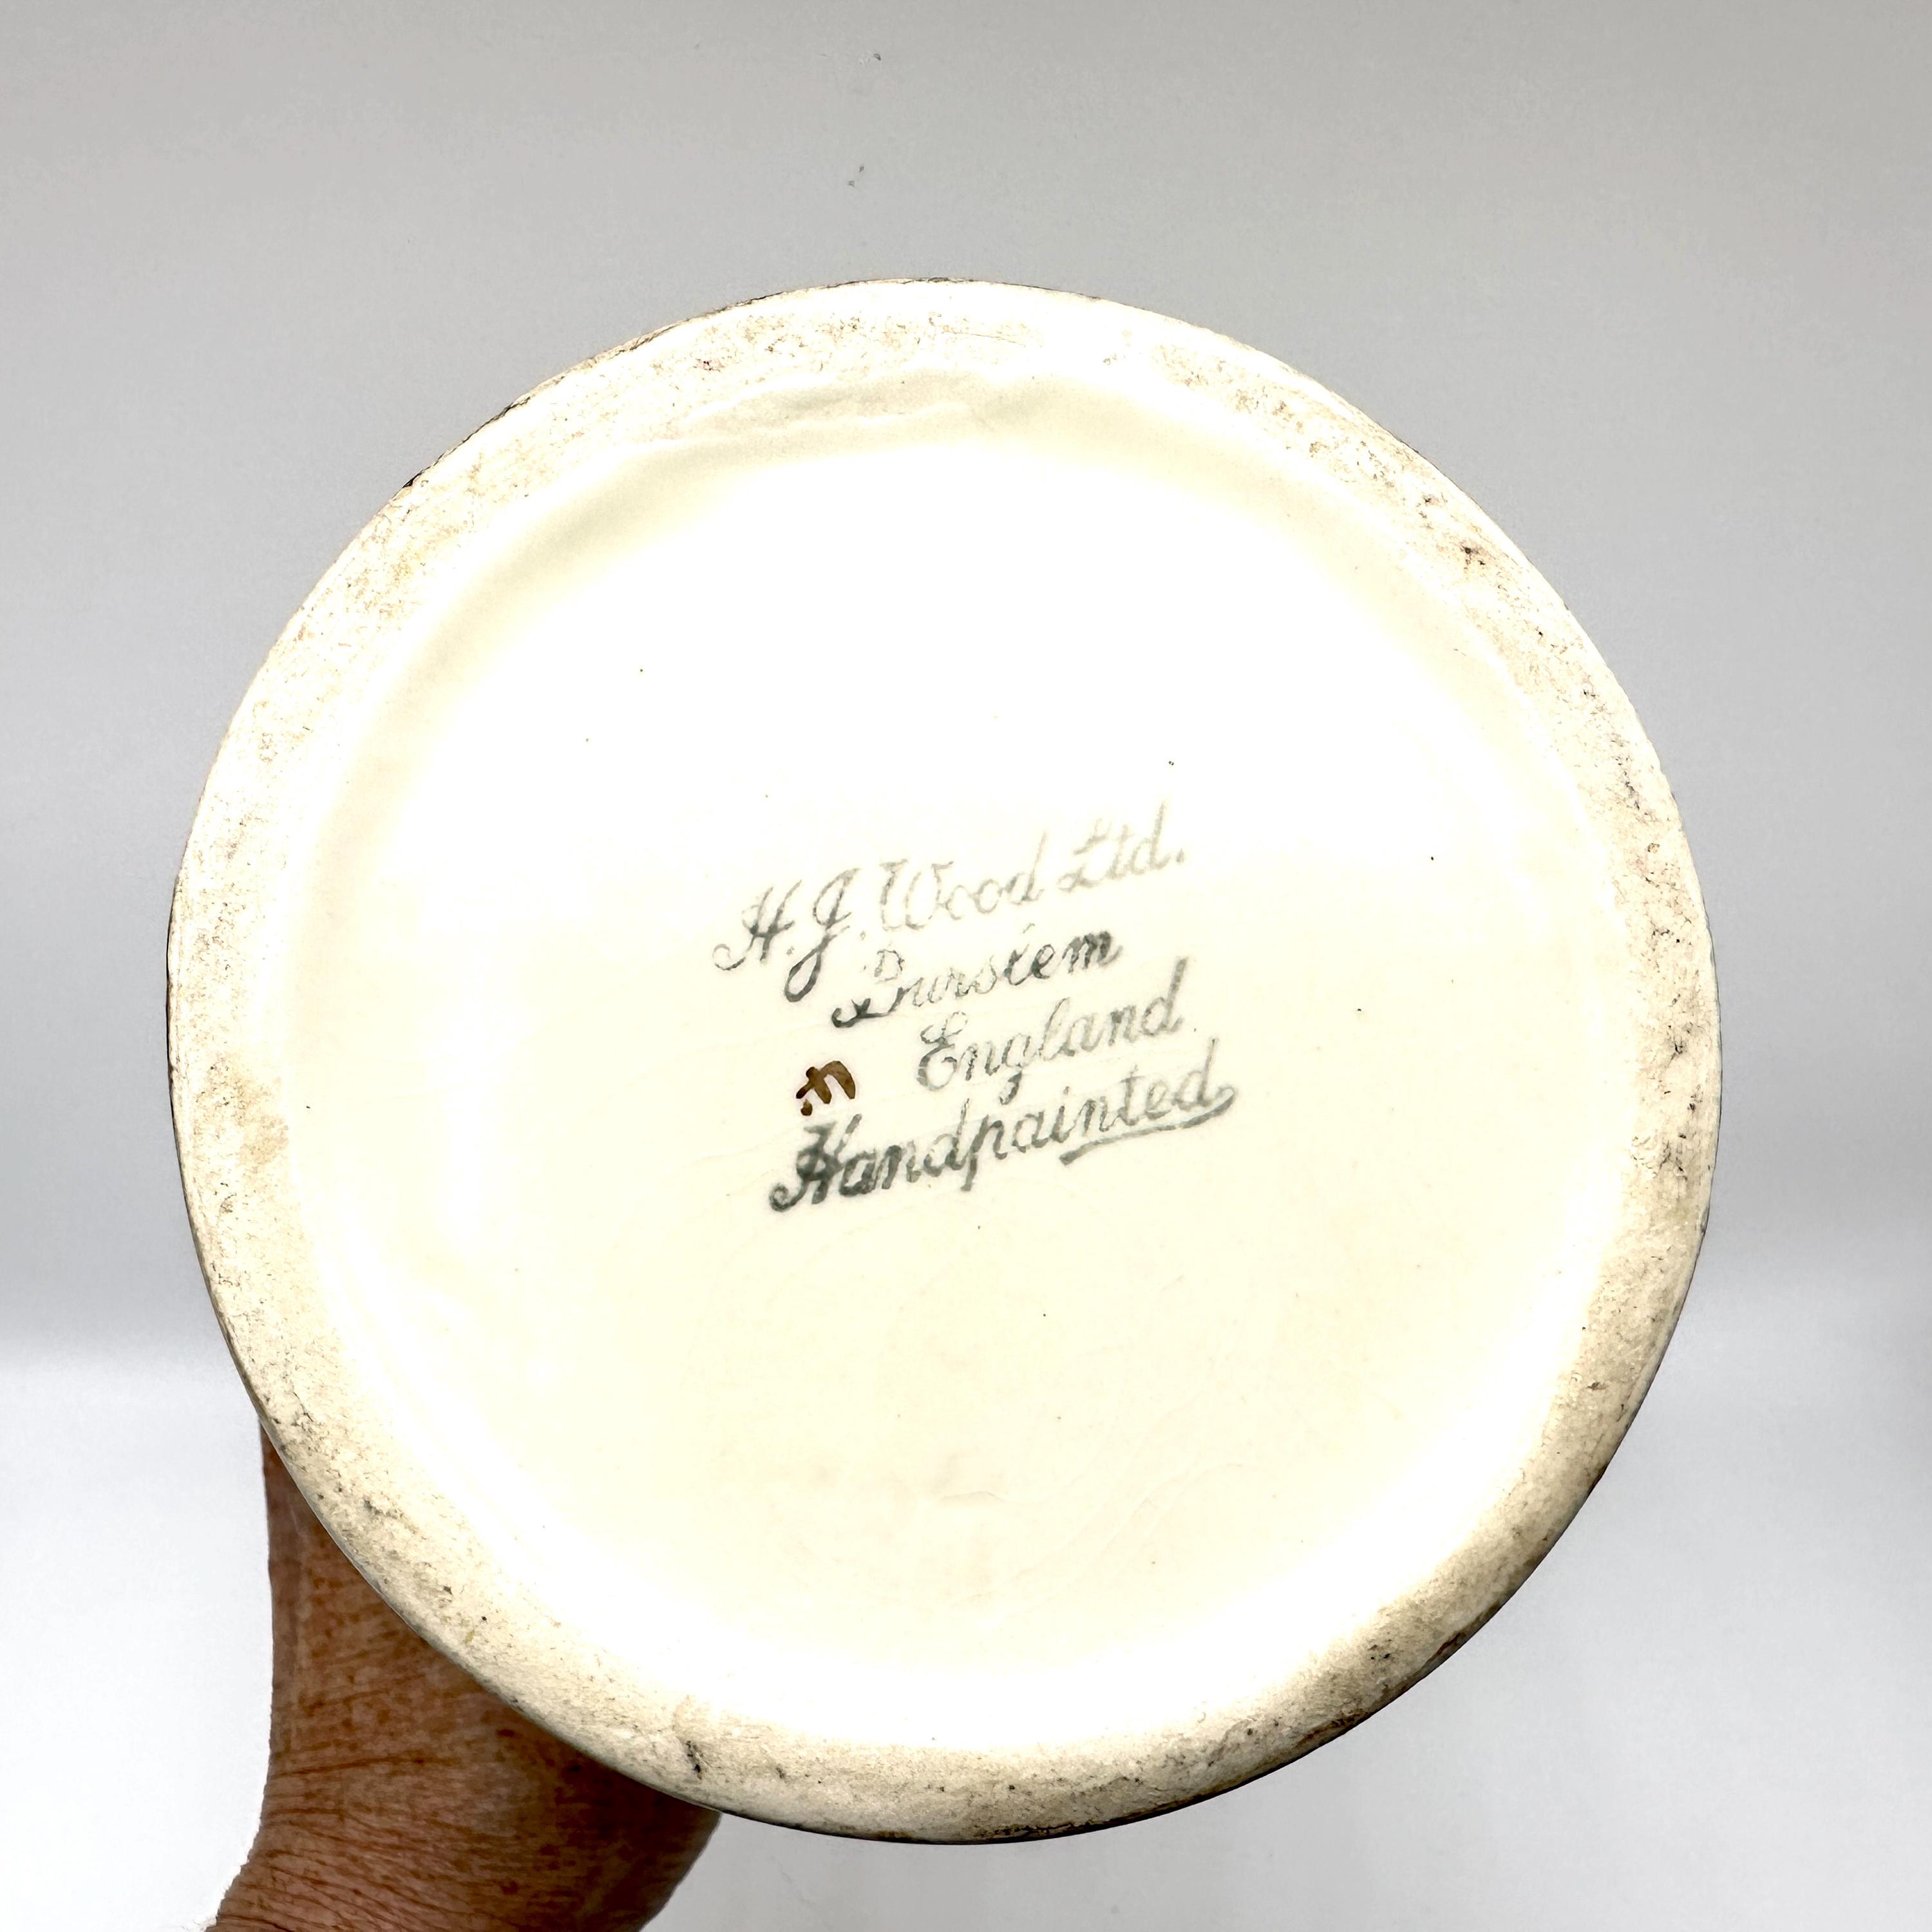 H.J. Wood Ltd.
Burslem
England
Handpainted